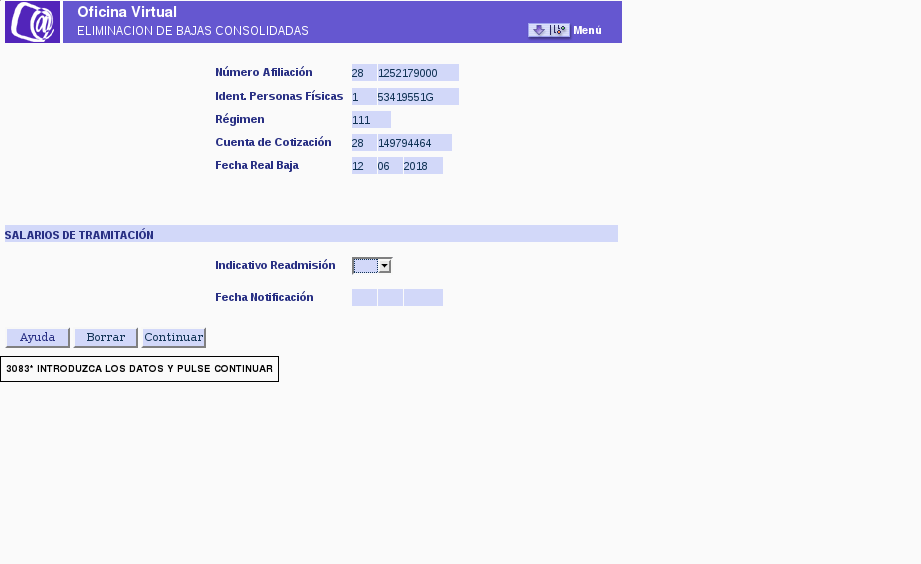 Oficina Virtual
ELIMINACION DE BAJAS CONSOLIDADAS
Menú
Número Afiliación 28 1252179000
Ident. Personas Físicas 1 53419551G
Régimen 111
Cuenta de Cotización 28 149794464
Fecha Real Baja 12 06 2018
SALARIOS DE TRAMITACIÓN
Indicativo Readmisión
Fecha Notificación
Ayuda Borrar Continuar
3083* INTRODUZCA LOS DATOS Y PULSE CONTINUAR